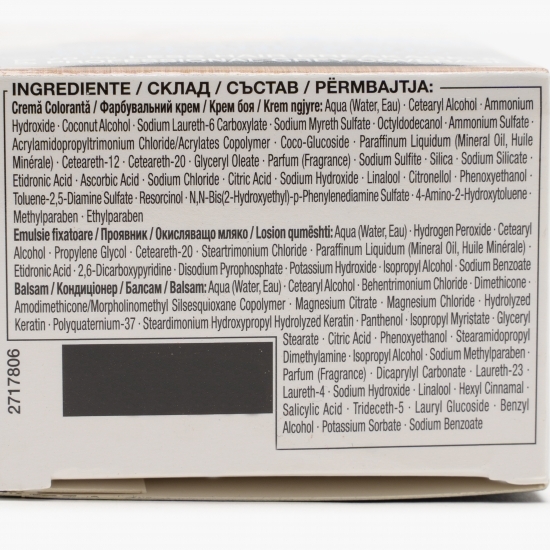 INGREDIENTE / СКЛАД / СЪСТАВ / PËRMBAJTJA:
Cremă Colorantă / Фарбувальний крем / Крем боя / Krem ngjyre: Aqua (Water, Eau) · Cetearyl Alcohol · Ammonium
Hydroxide · Coconut Alcohol · Sodium Laureth-6 Carboxylate · Sodium Myreth Sulfate · Octyldodecanol · Ammonium Sulfate ·
Acrylamidopropyltrimonium Chloride/Acrylates Copolymer · Coco-Glucoside · Paraffinum Liquidum (Mineral Oil, Huile
Minérale) · Ceteareth-12 · Ceteareth-20 · Glyceryl Oleate · Parfum (Fragrance) · Sodium Sulfite · Silica · Sodium Silicate ·
Etidronic Acid · Ascorbic Acid · Sodium Chloride · Citric Acid · Sodium Hydroxide · Linalool · Citronellol · Phenoxyethanol ·
Toluene-2,5-Diamine Sulfate · Resorcinol · N,N-Bis(2-Hydroxyethyl)-p-Phenylenediamine Sulfate · 4-Amino-2-Hydroxytoluene ·
Methylparaben · Ethylparaben
Emulsie fixatoare / Проявник / Окисляващо мляко / Losion qumështi: Aqua (Water, Eau) · Hydrogen Peroxide · Cetearyl
Alcohol · Propylene Glycol · Ceteareth-20 · Steartrimonium Chloride · Paraffinum Liquidum (Mineral Oil, Huile Minérale) ·
Etidronic Acid · 2,6-Dicarboxypyridine · Disodium Pyrophosphate · Potassium Hydroxide · Isopropyl Alcohol · Sodium Benzoate
Balsam / Кондиціонер / Балсам / Balsam: Aqua (Water, Eau) · Cetearyl Alcohol · Behentrimonium Chloride · Dimethicone ·
Amodimethicone/Morpholinomethyl Silsesquioxane Copolymer · Magnesium Citrate · Magnesium Chloride · Hydrolyzed
Keratin · Polyquaternium-37 · Steardimonium Hydroxypropyl Hydrolyzed Keratin · Panthenol · Isopropyl Myristate · Glyceryl
Stearate · Citric Acid · Phenoxyethanol · Stearamidopropyl
Dimethylamine · Isopropyl Alcohol · Sodium Methylparaben ·
Parfum (Fragrance) · Dicaprylyl Carbonate · Laureth-23 ·
Laureth-4 · Sodium Hydroxide · Linalool · Hexyl Cinnamal ·
Salicylic Acid · Trideceth-5 · Lauryl Glucoside · Benzyl
Alcohol · Potassium Sorbate · Sodium Benzoate
2717806